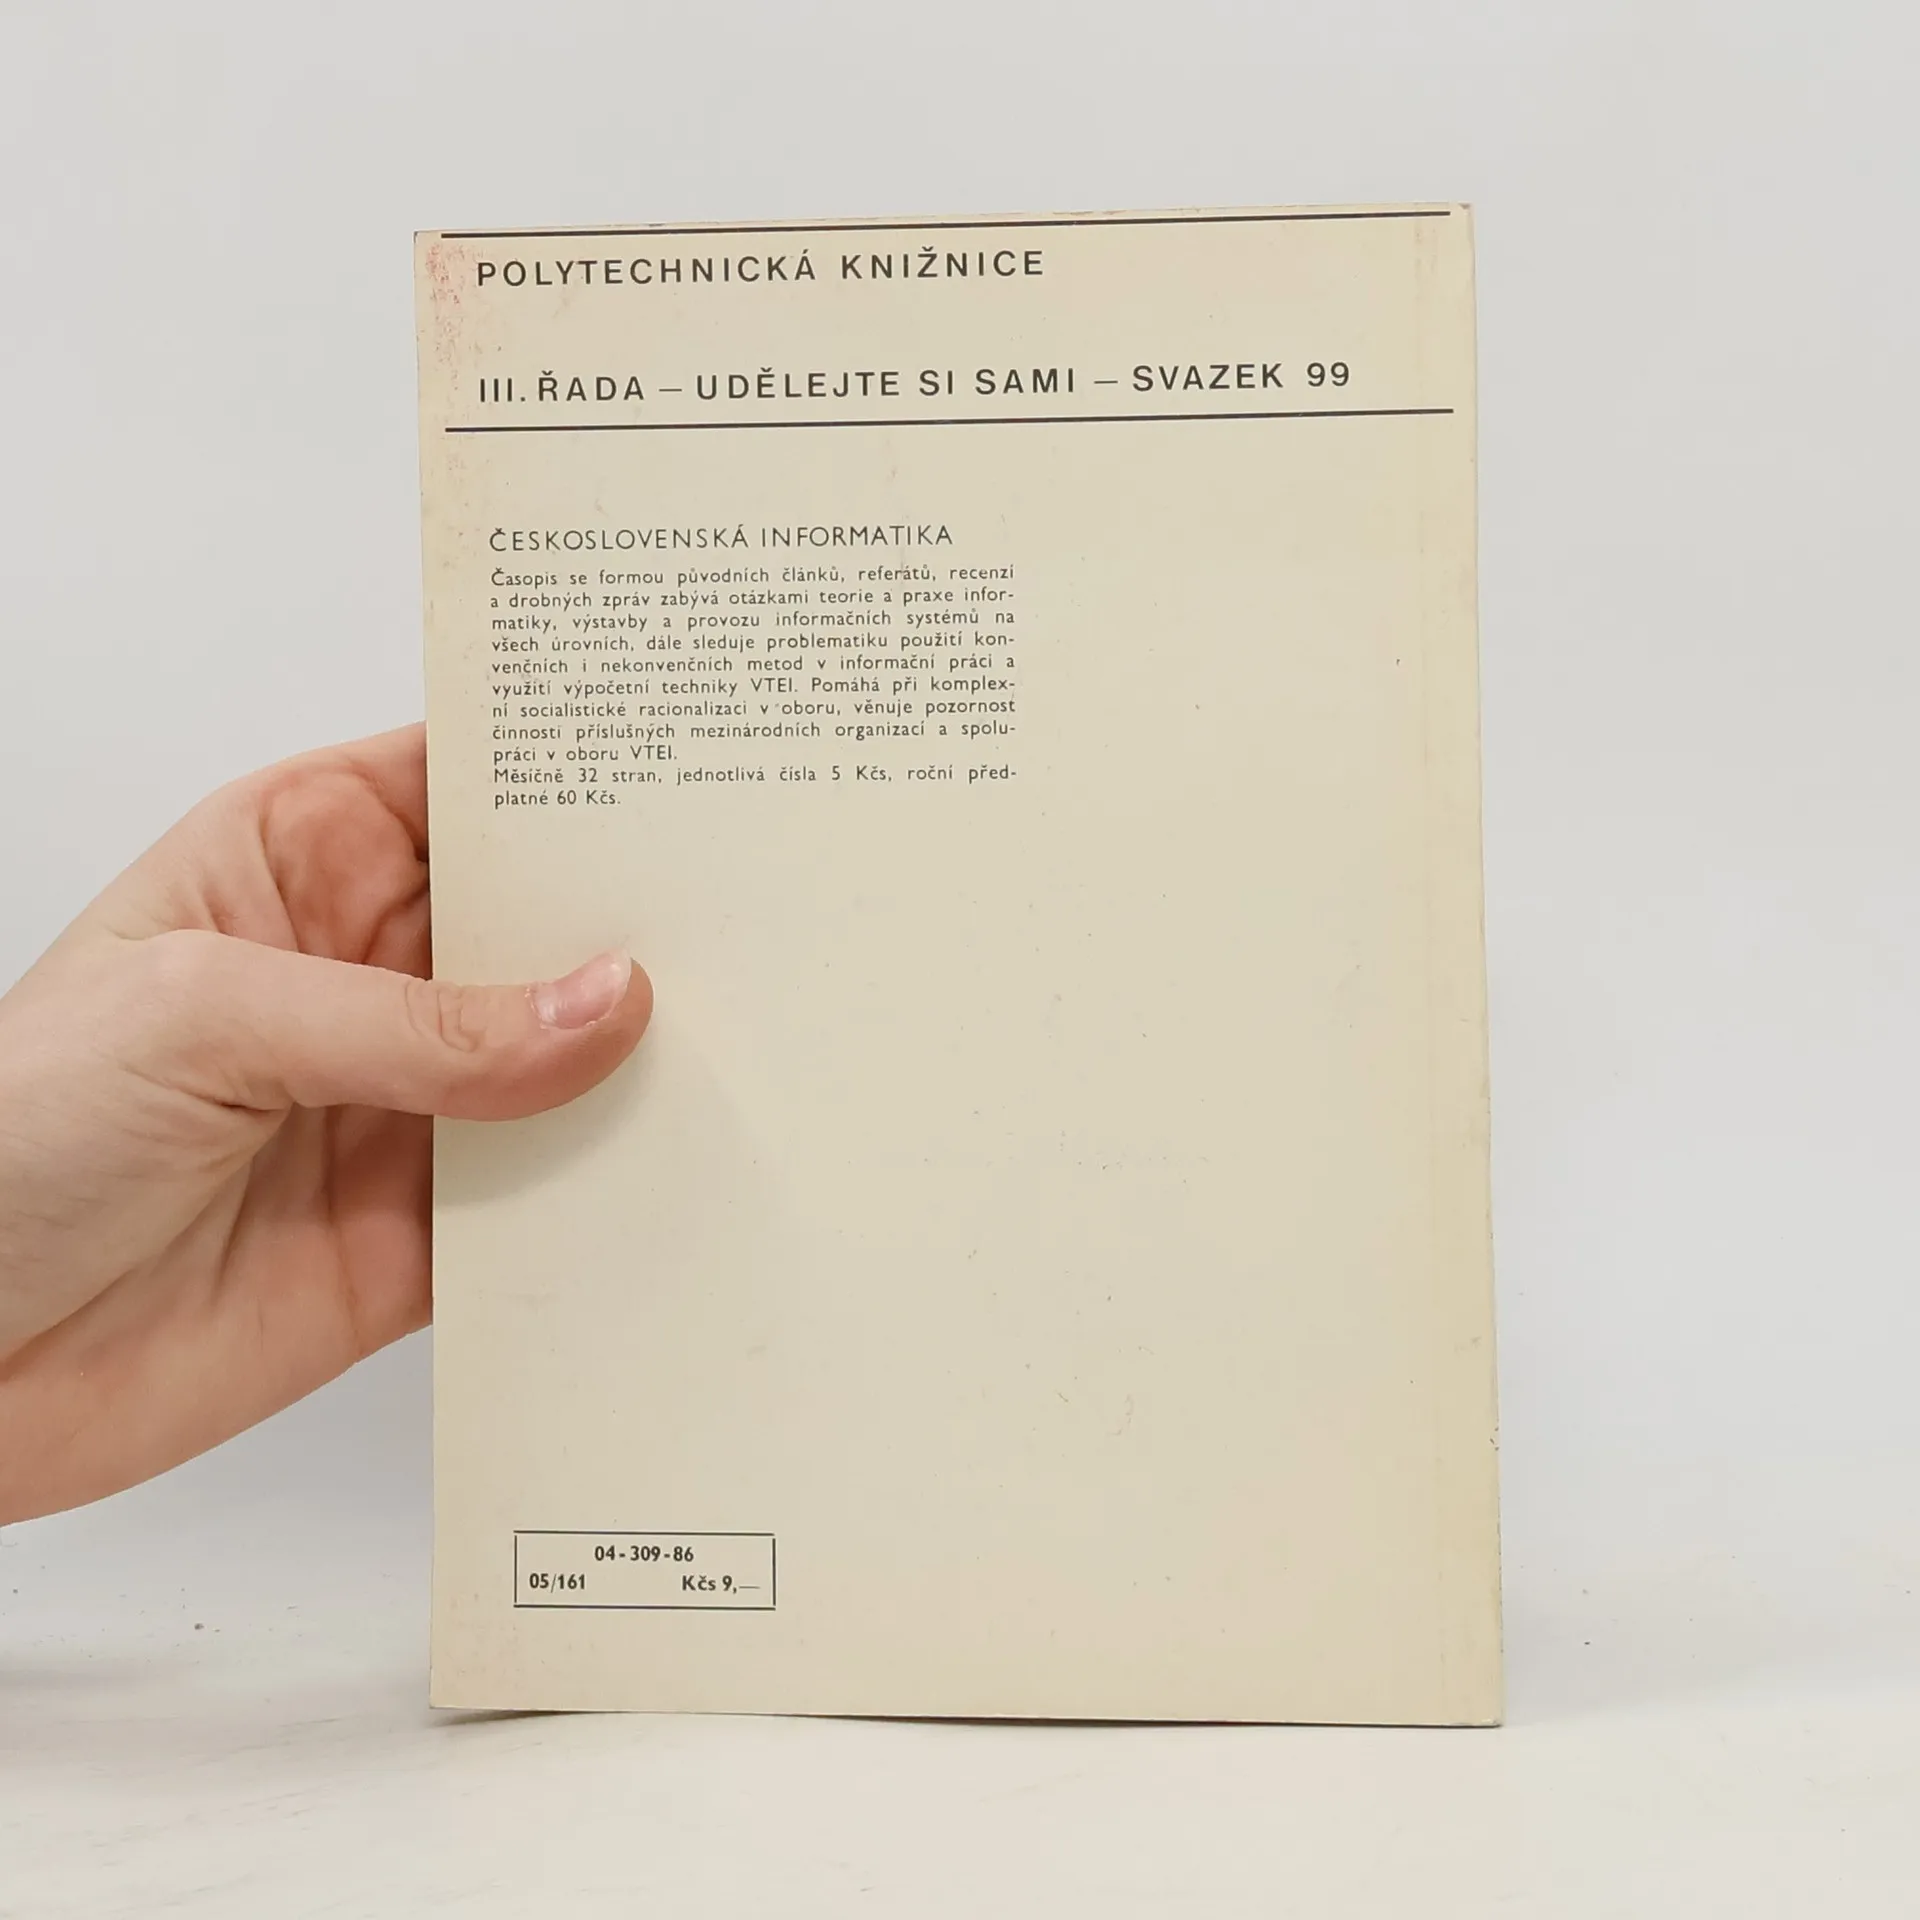 POLYTECHNICKÁ KNIŽNICE
III. ŘADA – UDĚLEJTE SI SAMI – SVAZEK 99
ČESKOSLOVENSKÁ INFORMATIKA
Časopis se formou původních článků, referátů, recenzí
a drobných zpráv zabývá otázkami teorie a praxe infor-
matiky, výstavby a provozu informačních systémů na
všech úrovních, dále sleduje problematiku použití kon-
venčních i nekonvenčních metod v informační práci a
využití výpočetní techniky VTEI. Pomáhá při komplex-
ní socialistické racionalizaci v oboru, věnuje pozornost
činnosti příslušných mezinárodních organizací a spolu-
práci v oboru VTEI.
Měsíčně 32 stran, jednotlivá čísla 5 Kčs, roční před-
platné 60 Kčs.
04-309-86
05/161 Kčs 9,—